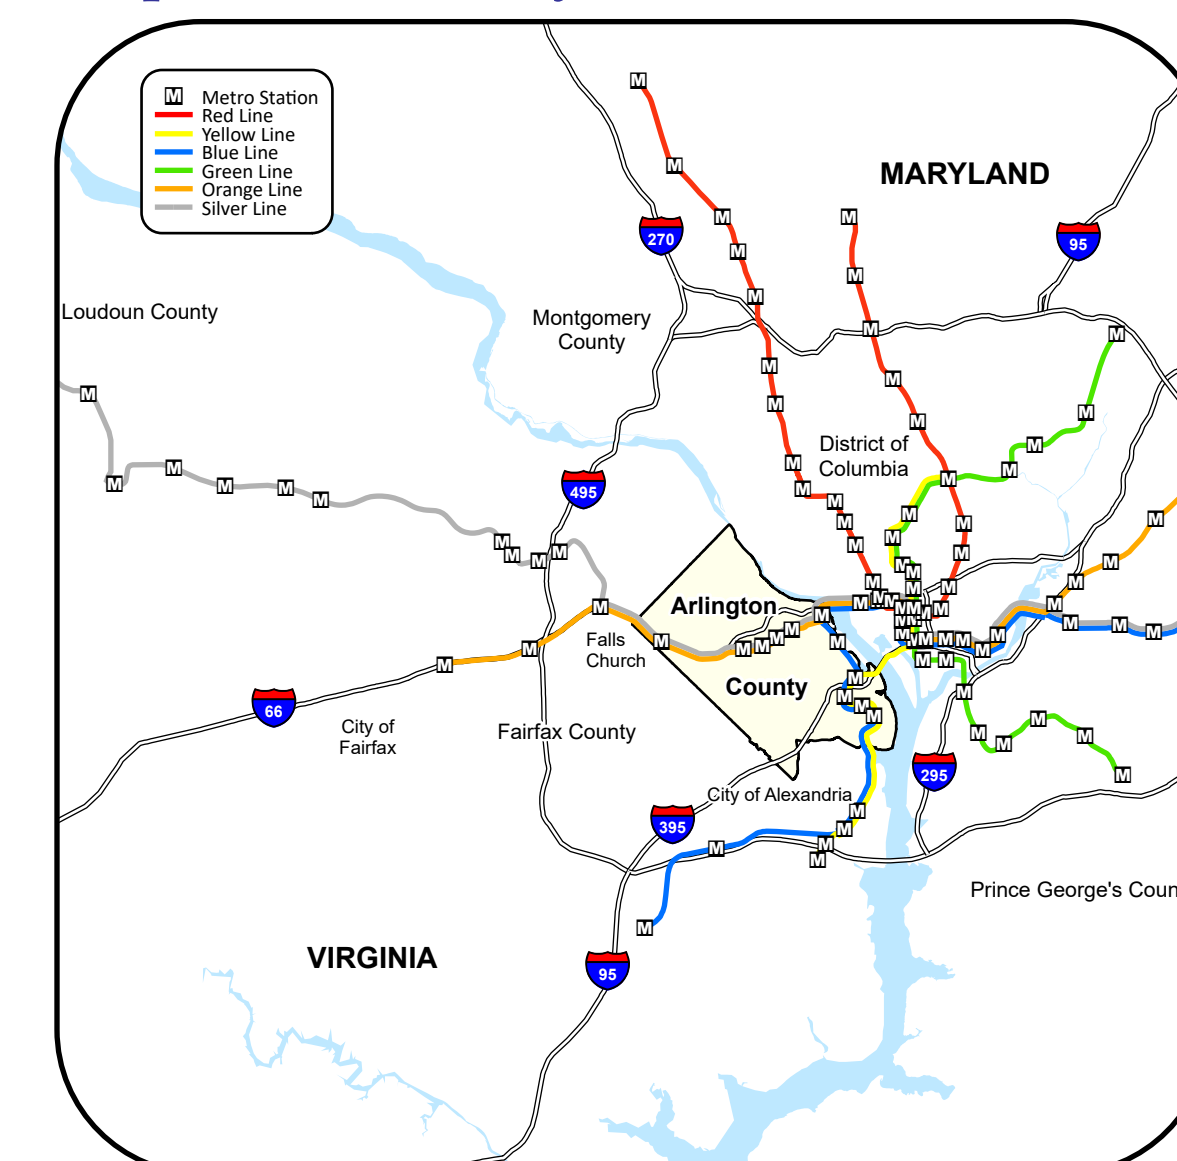 M Metro Station
Red Line
Yellow Line
Blue Line
Green Line
Orange Line
Silver Line
MARYLAND
270
95
Loudoun County
Montgomery
County
District of
Columbia
495
Arlington
Falls
Church
County
66
City of
Fairfax
Fairfax County
295
City of Alexandria
395
Prince George's Coun
VIRGINIA
95